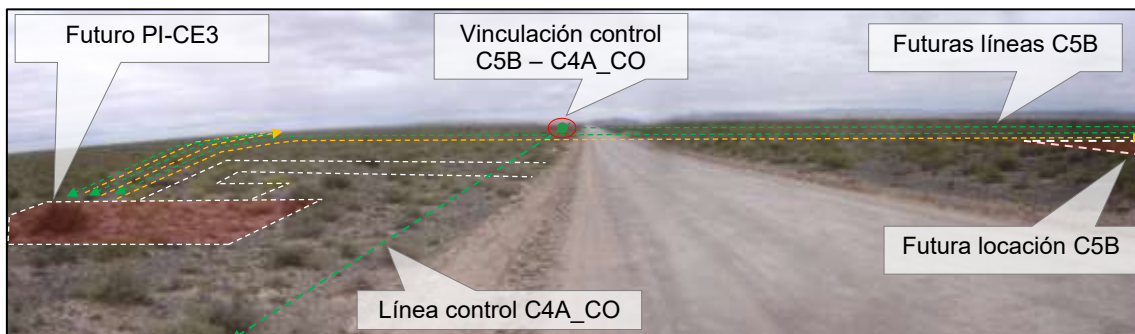 Futuro PI-CE3
Vinculación control
C5B – C4A_CO
Futuras líneas C5B
Futura locación C5B
Línea control C4A_CO